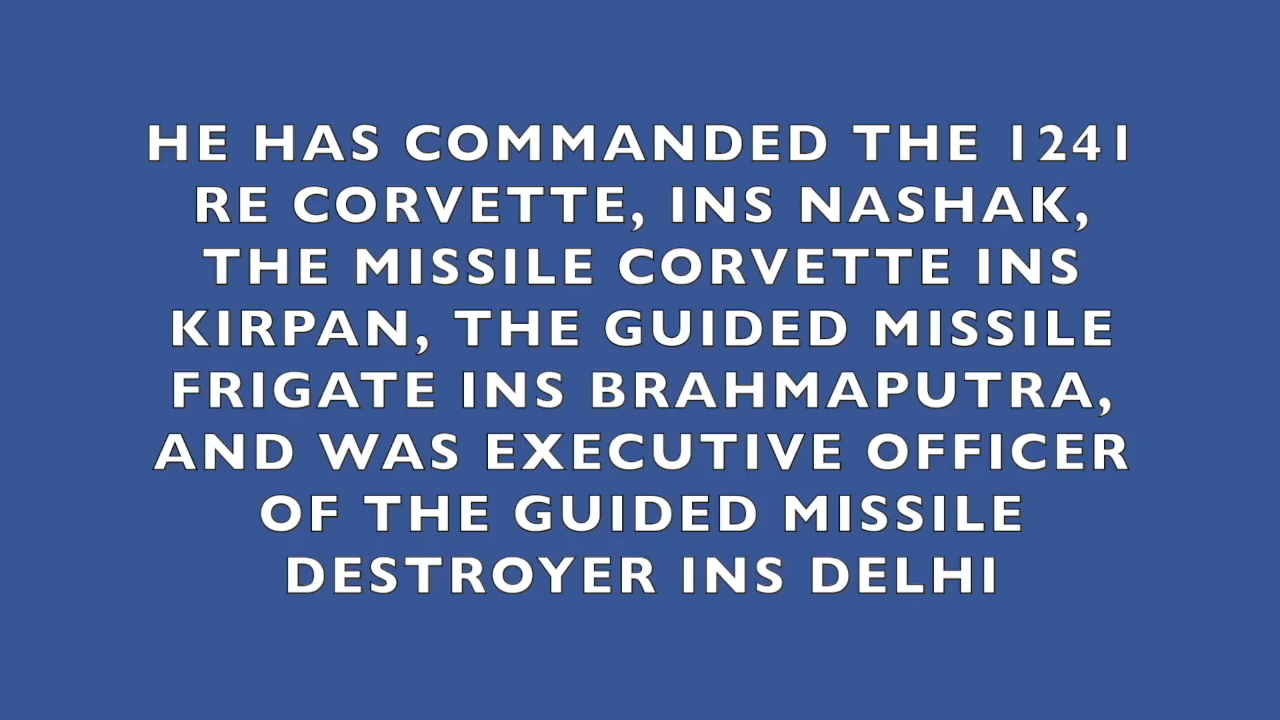 HE HAS COMMANDED THE 1241
RE CORVETTE, INS NASHAK,
THE MISSILE CORVETTE INS
KIRPAN, THE GUIDED MISSILE
FRIGATE INS BRAHMAPUTRA,
AND WAS EXECUTIVE OFFICER
OF THE GUIDED MISSILE
DESTROYER INS DELHI